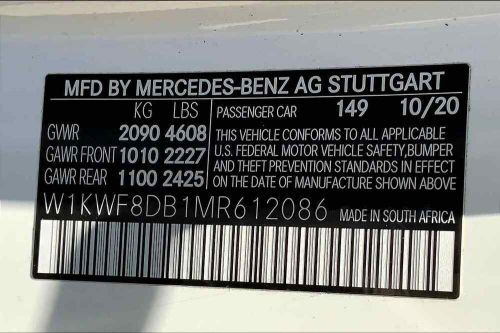 MFD BY MERCEDES-BENZ AG STUTTGART
KG LBS
PASSENGER CAR 149 10/20
GVWR 2090 4608
GAWR FRONT 1010 2227
GAWR REAR 1100 2425
THIS VEHICLE CONFORMS TO ALL APPLICABLE
U.S. FEDERAL MOTOR VEHICLE SAFETY, BUMPER
AND THEFT PREVENTION STANDARDS IN EFFECT
ON THE DATE OF MANUFACTURE SHOWN ABOVE.
W1KWF8DB1MR612086 MADE IN SOUTH AFRICA